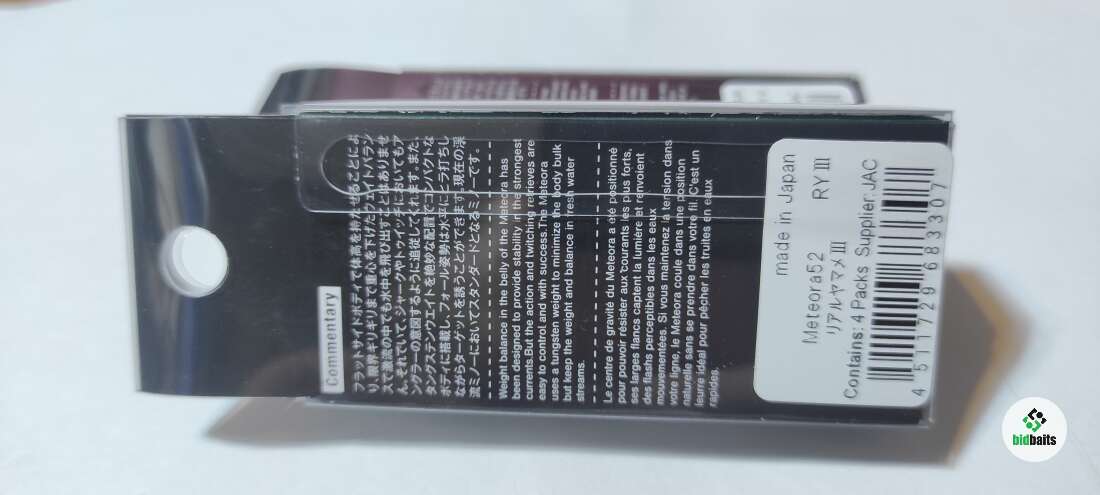 Commentary
フラットサイドボディで体高を持たせることによ
り、限界ギリギリまで重心を下げたウェイトバラン
スで激流の中でも水中を飛び出すことはありませ
ん。それでいて、ジャークやトゥイッチにおいてもア
ングラーの意図するように追従してくれます。また、
タングステンウエイトを絶妙な配置でコンパクトな
ボディに搭載し、フォール姿勢は水平にヒラ打ちし
ながらターゲットを誘うことができます。現在の渓
流ミノーにおいてスタンダードとなるミノーです。
Weight balance in the belly of the Meteora has
been designed to provide stability in the strongest
currents.But the action and twitching retrieves are
easy to control and with success.The Meteora
uses a tungsten weight to minimize the body bulk
but keep the weight and balance in fresh water
streams.
Le centre de gravité du Meteora a été positionné
pour pouvoir résister aux courants les plus forts,
ses larges flancs captent la lumière et renvoient
des flashs perceptibles dans les eaux
mouvementées. Si vous maintenez la tension dans
votre ligne, le Meteora coule dans une position
naturelle sans se prendre dans votre fil. C'est un
leurre idéal pour pêcher les truites en eaux
rapides.
made in Japan
Meteora52 RYⅢ
リアルヤマメⅢ
Contains: 4 Packs Supplier:JAC
4 511729 683307
bidbaits